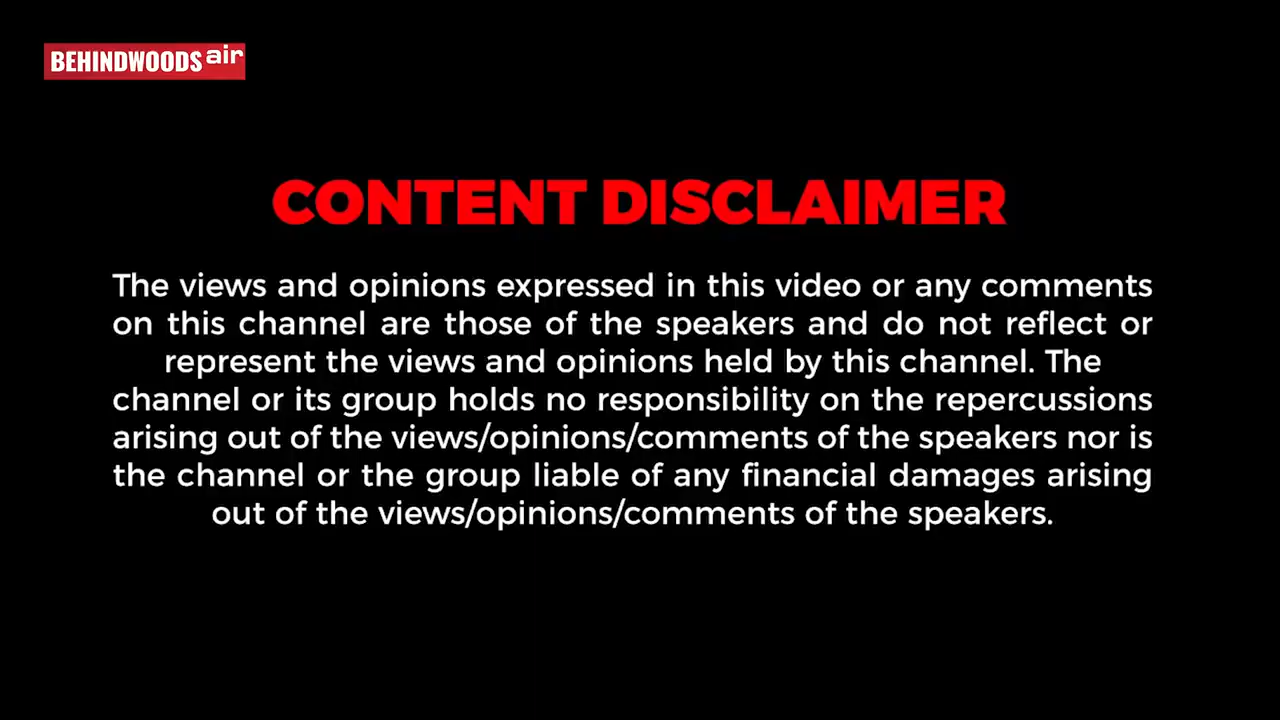 BEHINDWOODS air
CONTENT DISCLAIMER
The views and opinions expressed in this video or any comments
on this channel are those of the speakers and do not reflect or
represent the views and opinions held by this channel. The
channel or its group holds no responsibility on the repercussions
arising out of the views/opinions/comments of the speakers nor is
the channel or the group liable of any financial damages arising
out of the views/opinions/comments of the speakers.